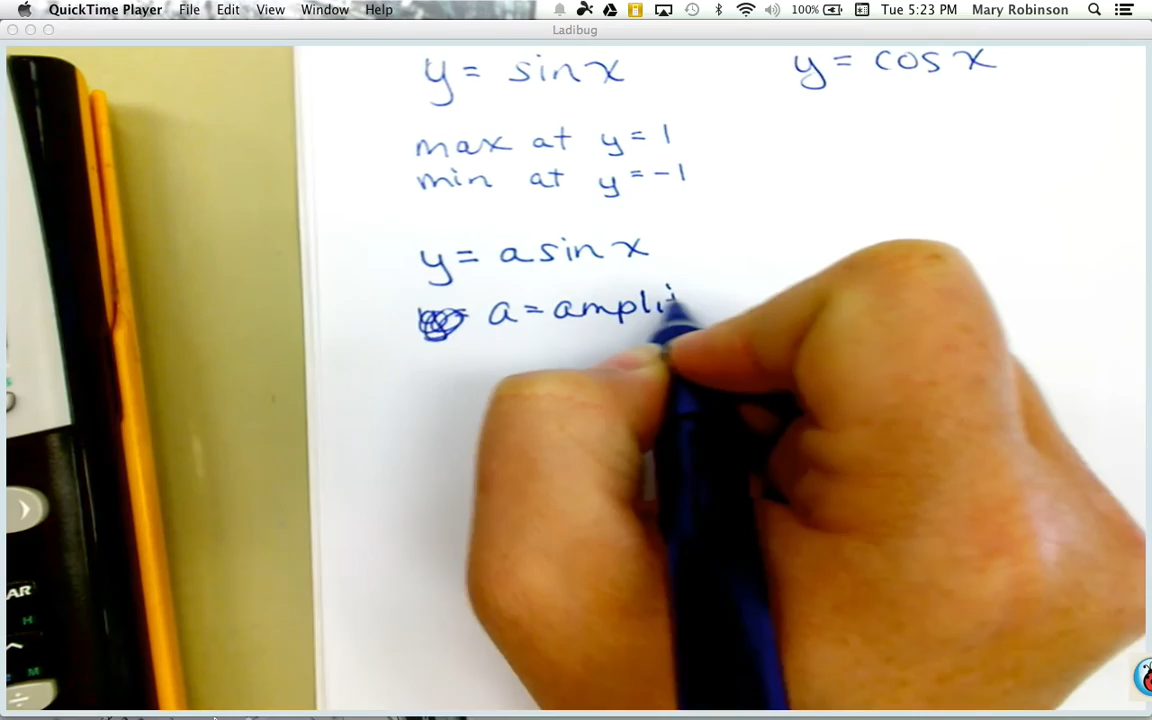 QuickTime Player File Edit View Window Help 100% Tue 5:23 PM Mary Robinson
Ladibug
y = sin x y = cos x
max at y = 1
min at y = -1
y = a sin x
a = ampli
AR
H
M